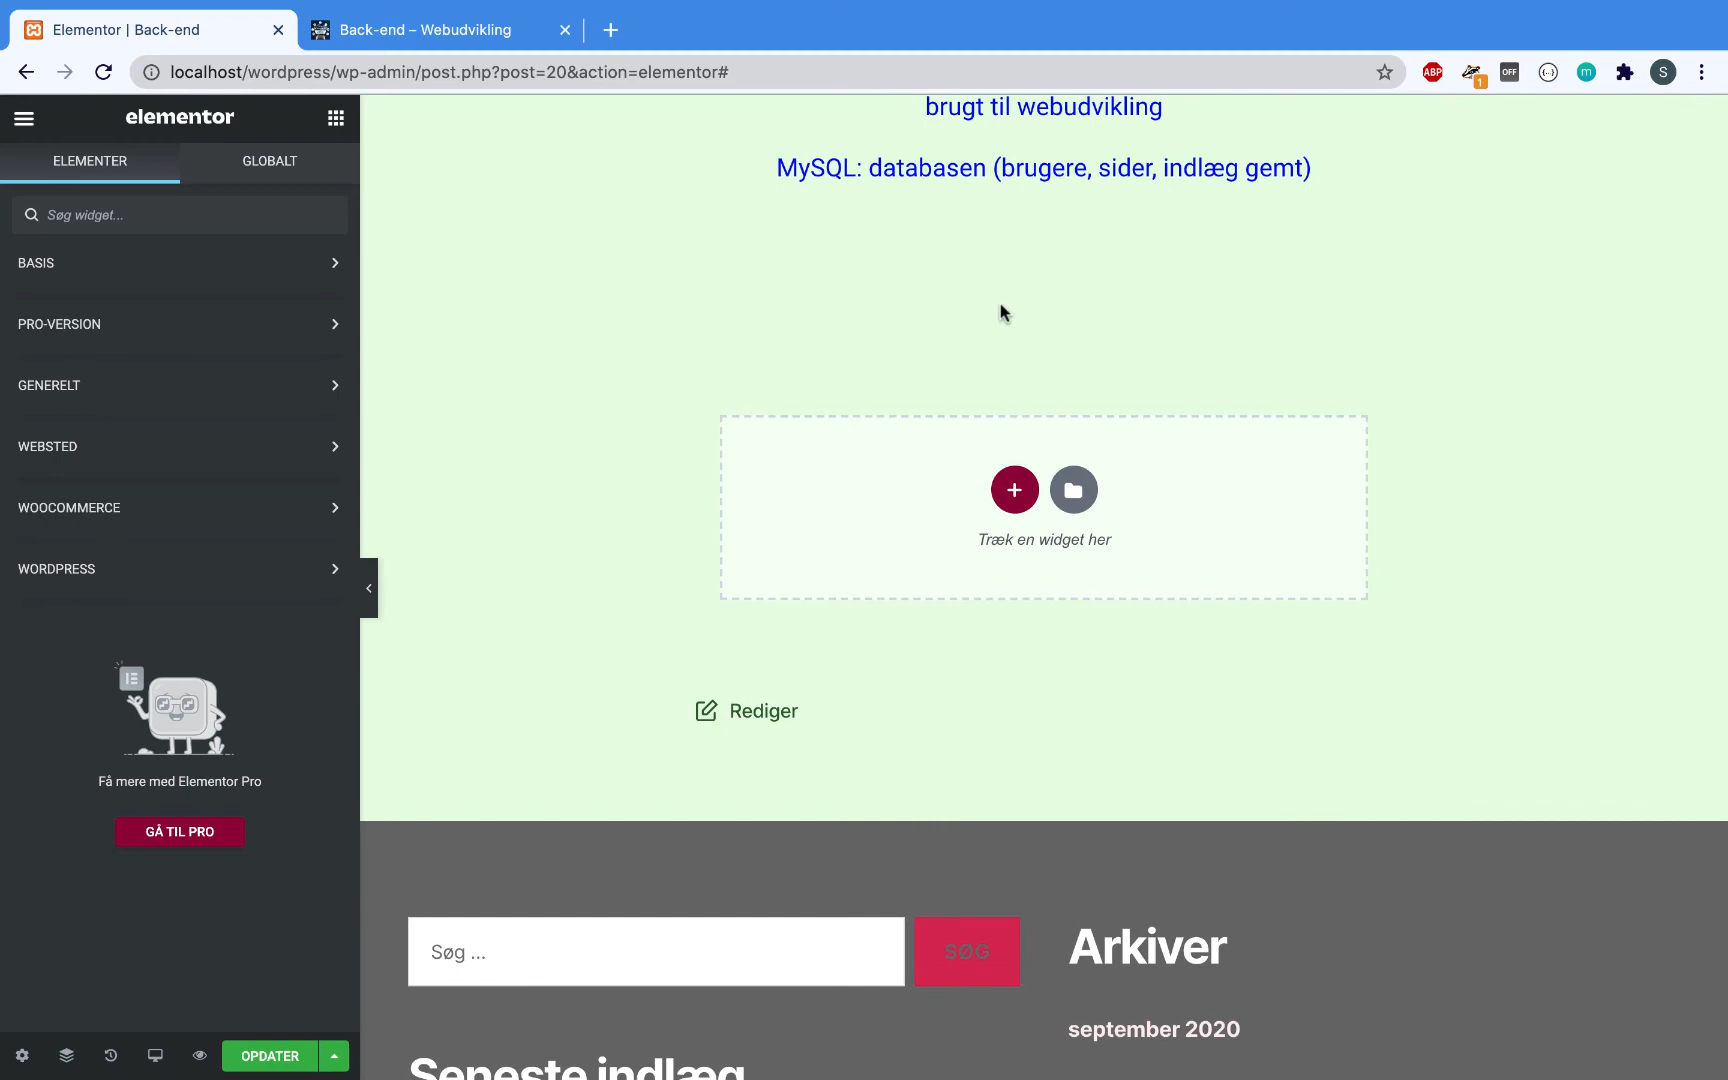 Elementor | Back-end
Back-end – Webudvikling
localhost/wordpress/wp-admin/post.php?post=20&action=elementor#
ABP
1
OFF
m
S
elementor
ELEMENTER
GLOBALT
Søg widget...
BASIS
PRO-VERSION
GENERELT
WEBSTED
WOOCOMMERCE
WORDPRESS
Få mere med Elementor Pro
GÅ TIL PRO
OPDATER
brugt til webudvikling
MySQL: databasen (brugere, sider, indlæg gemt)
Træk en widget her
Rediger
Søg ...
SØG
Arkiver
september 2020
Seneste indlæg